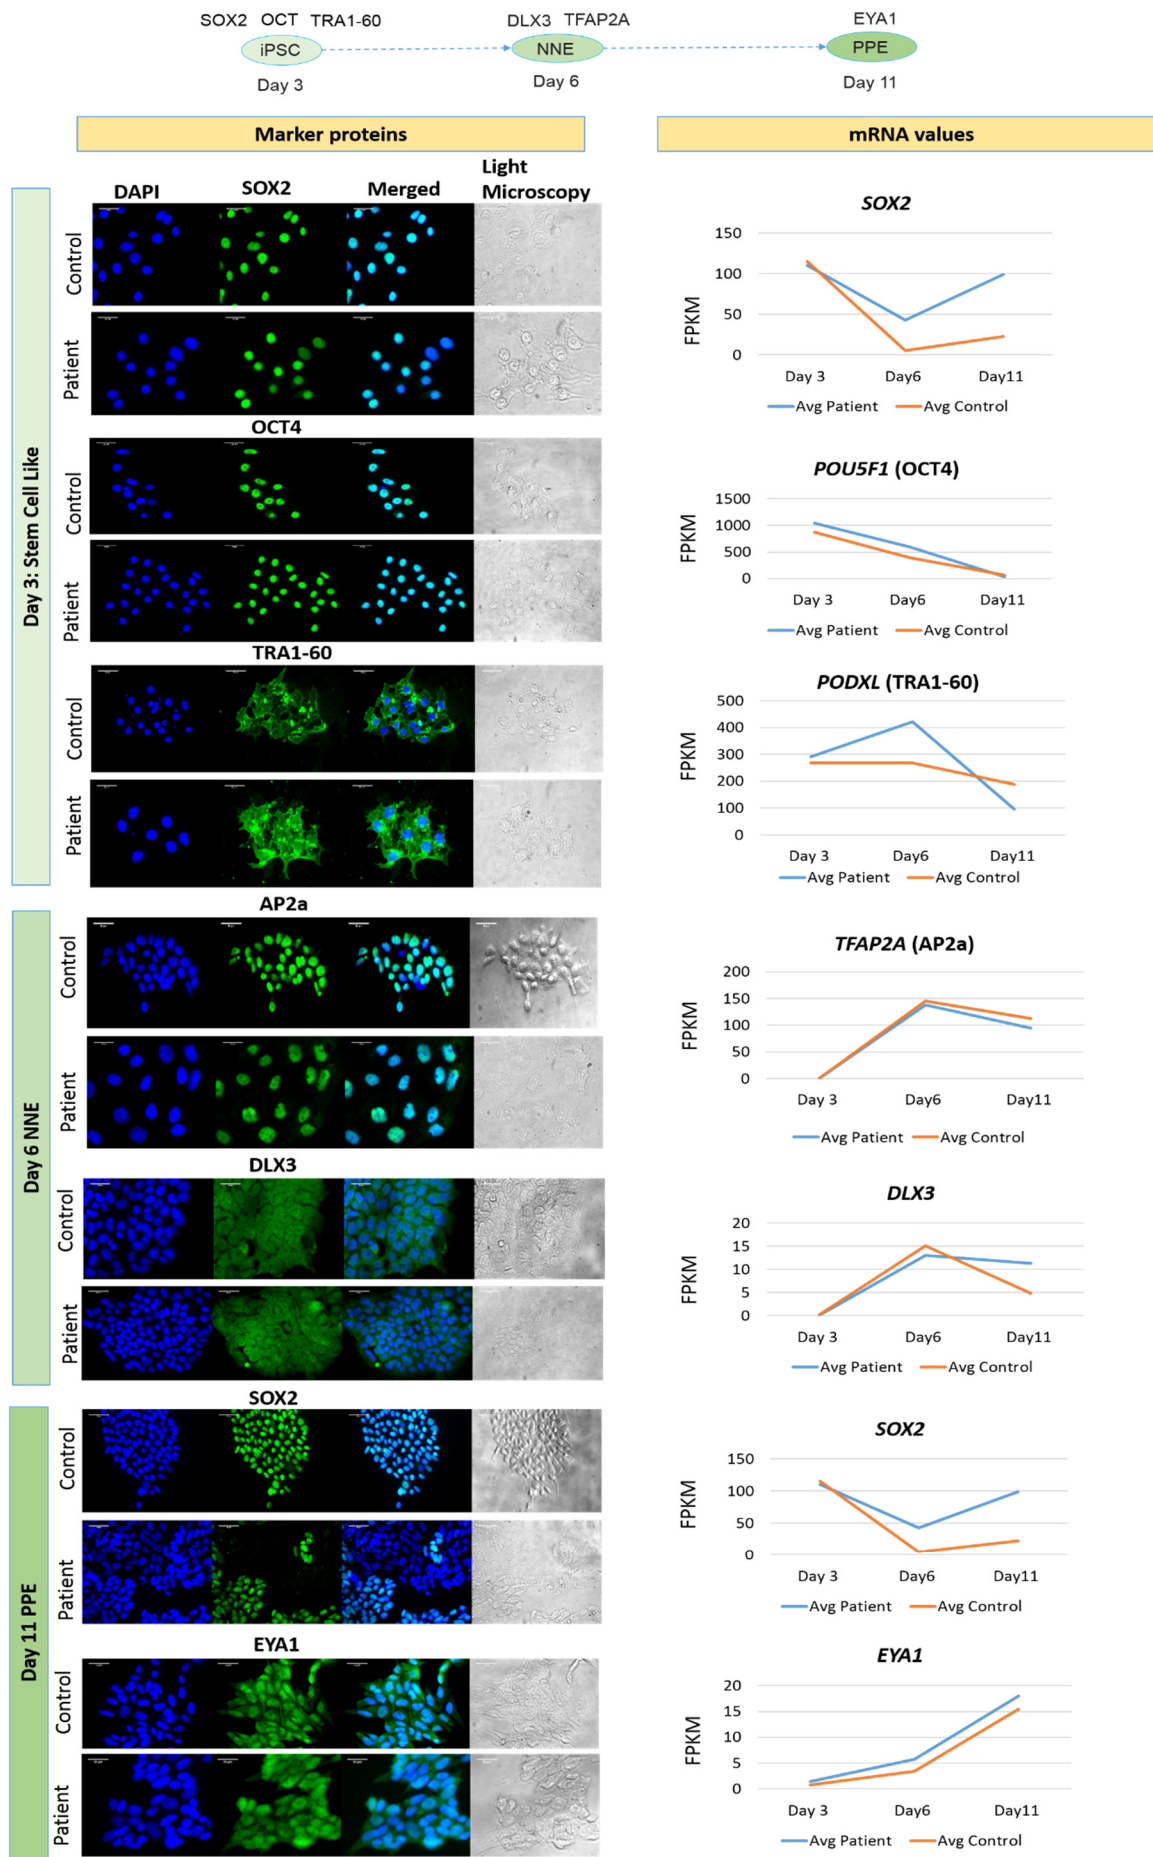 SOX2 OCT TRA1-60 DLX3 TFAP2A EYA1
iPSC NNE PPE
Day 3 Day 6 Day 11
Marker proteins
mRNA values
Day 3: Stem Cell Like
DAPI SOX2 Merged Light Microscopy
Control
Patient
SOX2
FPKM
150
100
50
0
Day 3 Day6 Day11
Avg Patient Avg Control
OCT4
Control
Patient
POU5F1 (OCT4)
FPKM
1500
1000
500
0
Day 3 Day6 Day11
Avg Patient Avg Control
TRA1-60
Control
Patient
PODXL (TRA1-60)
FPKM
500
400
300
200
100
0
Day 3 Day6 Day11
Avg Patient Avg Control
Day 6 NNE
AP2a
Control
Patient
TFAP2A (AP2a)
FPKM
200
150
100
50
0
Day 3 Day6 Day11
Avg Patient Avg Control
DLX3
Control
Patient
DLX3
FPKM
20
15
10
5
0
Day 3 Day6 Day11
Avg Patient Avg Control
Day 11 PPE
SOX2
Control
Patient
SOX2
FPKM
150
100
50
0
Day 3 Day6 Day11
Avg Patient Avg Control
EYA1
Control
Patient
EYA1
FPKM
20
15
10
5
0
Day 3 Day6 Day11
Avg Patient Avg Control